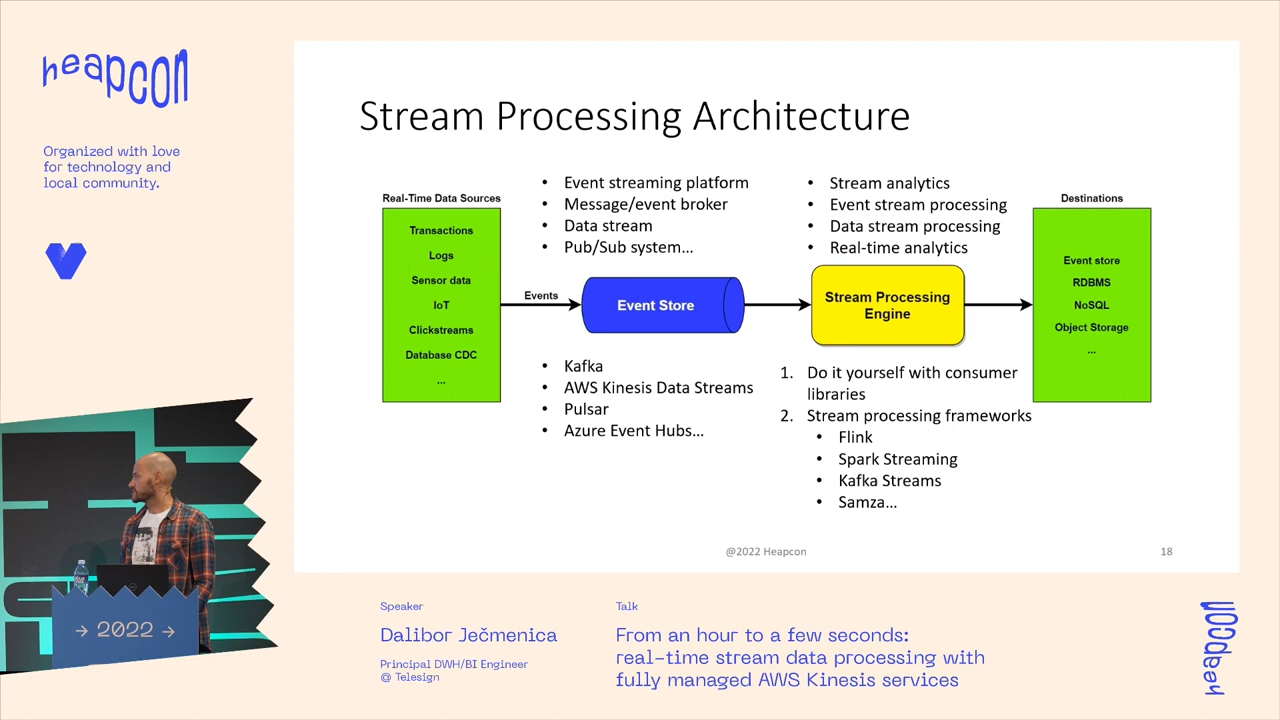 heapcon
Organized with love
for technology and
local community.
Stream Processing Architecture
Real-Time Data Sources
Transactions
Logs
Sensor data
IoT
Clickstreams
Database CDC
...
Events
• Event streaming platform
• Message/event broker
• Data stream
• Pub/Sub system…
Event Store
• Kafka
• AWS Kinesis Data Streams
• Pulsar
• Azure Event Hubs…
• Stream analytics
• Event stream processing
• Data stream processing
• Real-time analytics
Stream Processing
Engine
1. Do it yourself with consumer
libraries
2. Stream processing frameworks
• Flink
• Spark Streaming
• Kafka Streams
• Samza…
Destinations
Event store
RDBMS
NoSQL
Object Storage
...
@2022 Heapcon
18
→ 2022 →
Speaker
Dalibor Ječmenica
Principal DWH/BI Engineer
@ Telesign
Talk
From an hour to a few seconds:
real-time stream data processing with
fully managed AWS Kinesis services
heapcon